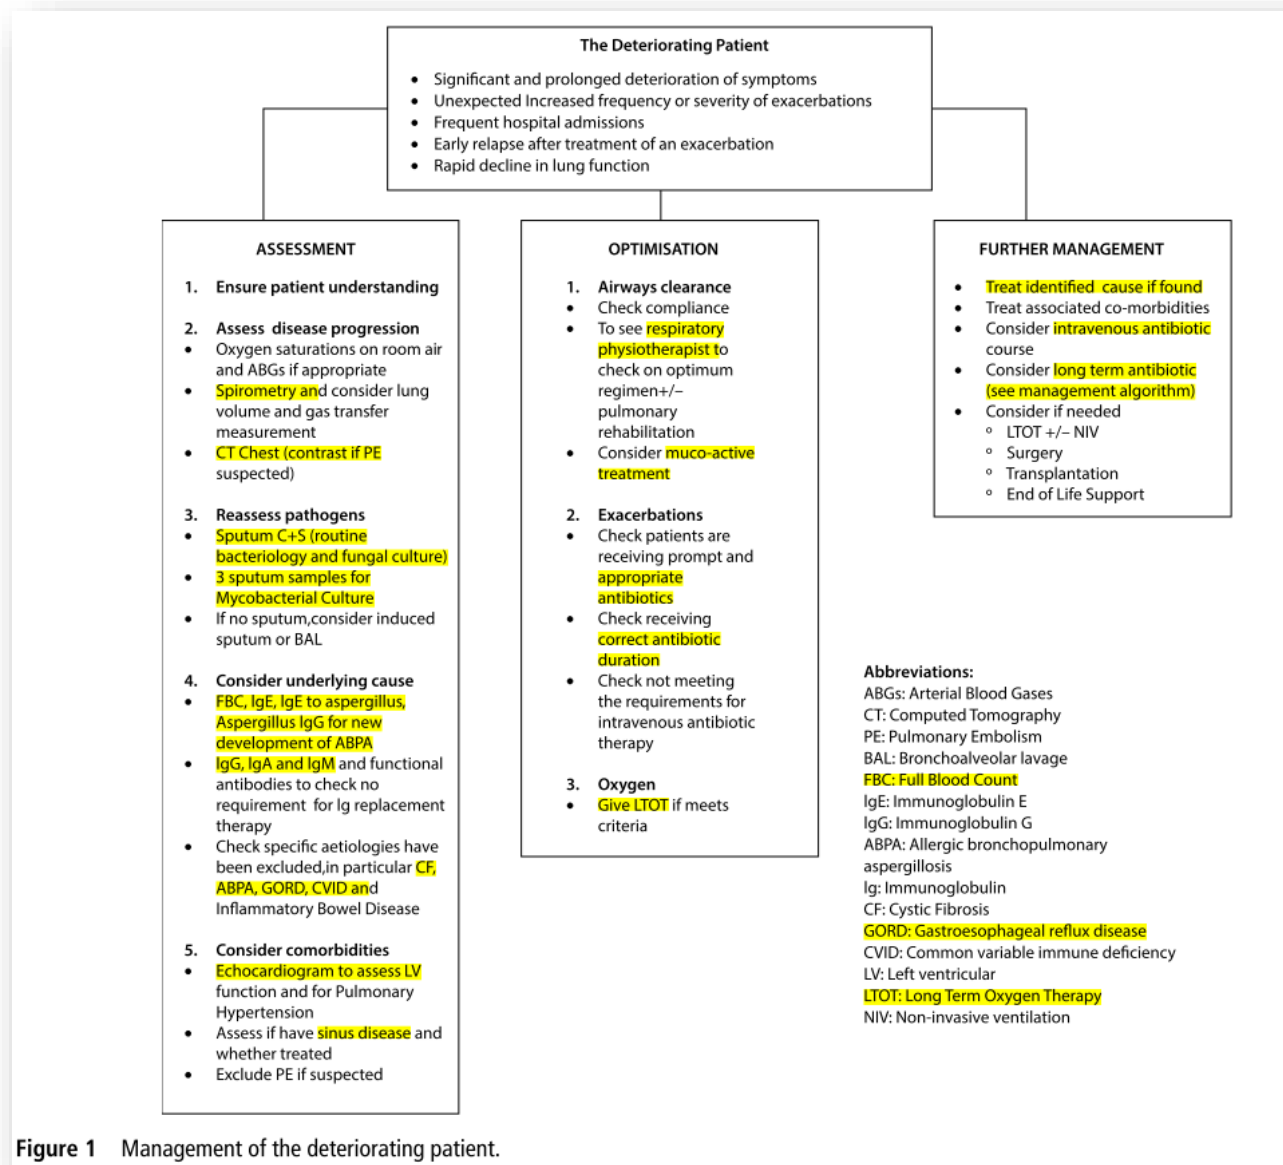 The Deteriorating Patient
• Significant and prolonged deterioration of symptoms
• Unexpected Increased frequency or severity of exacerbations
• Frequent hospital admissions
• Early relapse after treatment of an exacerbation
• Rapid decline in lung function
ASSESSMENT
1. Ensure patient understanding
2. Assess disease progression
• Oxygen saturations on room air
and ABGs if appropriate
• Spirometry and consider lung
volume and gas transfer
measurement
• CT Chest (contrast if PE
suspected)
3. Reassess pathogens
• Sputum C+S (routine
bacteriology and fungal culture)
• 3 sputum samples for
Mycobacterial Culture
• If no sputum,consider induced
sputum or BAL
4. Consider underlying cause
• FBC, IgE, IgE to aspergillus,
Aspergillus IgG for new
development of ABPA
• IgG, IgA and IgM and functional
antibodies to check no
requirement for Ig replacement
therapy
• Check specific aetiologies have
been excluded,in particular CF,
ABPA, GORD, CVID and
Inflammatory Bowel Disease
5. Consider comorbidities
• Echocardiogram to assess LV
function and for Pulmonary
Hypertension
• Assess if have sinus disease and
whether treated
• Exclude PE if suspected
OPTIMISATION
1. Airways clearance
• Check compliance
• To see respiratory
physiotherapist to
check on optimum
regimen+/–
pulmonary
rehabilitation
• Consider muco-active
treatment
2. Exacerbations
• Check patients are
receiving prompt and
appropriate
antibiotics
• Check receiving
correct antibiotic
duration
• Check not meeting
the requirements for
intravenous antibiotic
therapy
3. Oxygen
• Give LTOT if meets
criteria
FURTHER MANAGEMENT
• Treat identified cause if found
• Treat associated co-morbidities
• Consider intravenous antibiotic
course
• Consider long term antibiotic
(see management algorithm)
• Consider if needed
o LTOT +/– NIV
o Surgery
o Transplantation
o End of Life Support
Abbreviations:
ABGs: Arterial Blood Gases
CT: Computed Tomography
PE: Pulmonary Embolism
BAL: Bronchoalveolar lavage
FBC: Full Blood Count
IgE: Immunoglobulin E
IgG: Immunoglobulin G
ABPA: Allergic bronchopulmonary
aspergillosis
Ig: Immunoglobulin
CF: Cystic Fibrosis
GORD: Gastroesophageal reflux disease
CVID: Common variable immune deficiency
LV: Left ventricular
LTOT: Long Term Oxygen Therapy
NIV: Non-invasive ventilation
Figure 1 Management of the deteriorating patient.